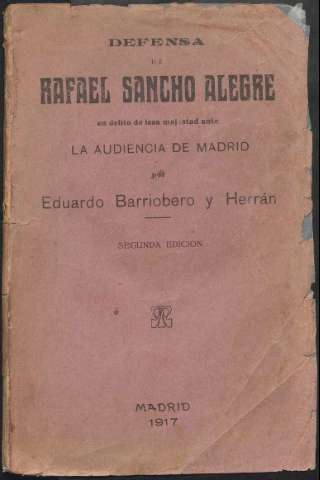 DEFENSA
DE
RAFAEL SANCHO ALEGRE
en delito de lesa majestad ante
LA AUDIENCIA DE MADRID
por
Eduardo Barriobero y Herrán
SEGUNDA EDICION
MADRID
1917